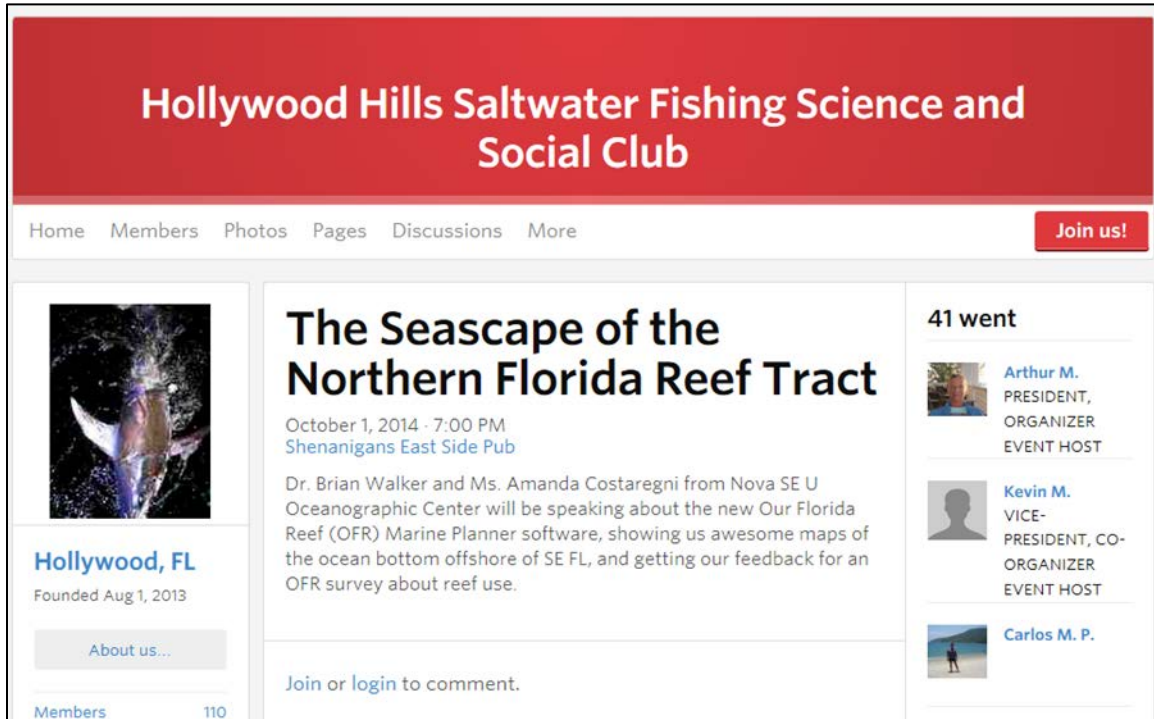 Hollywood Hills Saltwater Fishing Science and
Social Club
Home Members Photos Pages Discussions More
Join us!
Hollywood, FL
Founded Aug 1, 2013
About us...
Members 110
The Seascape of the
Northern Florida Reef Tract
October 1, 2014 · 7:00 PM
Shenanigans East Side Pub
Dr. Brian Walker and Ms. Amanda Costaregni from Nova SE U
Oceanographic Center will be speaking about the new Our Florida
Reef (OFR) Marine Planner software, showing us awesome maps of
the ocean bottom offshore of SE FL, and getting our feedback for an
OFR survey about reef use.
Join or login to comment.
41 went
Arthur M.
PRESIDENT,
ORGANIZER
EVENT HOST
Kevin M.
VICE-
PRESIDENT, CO-
ORGANIZER
EVENT HOST
Carlos M. P.